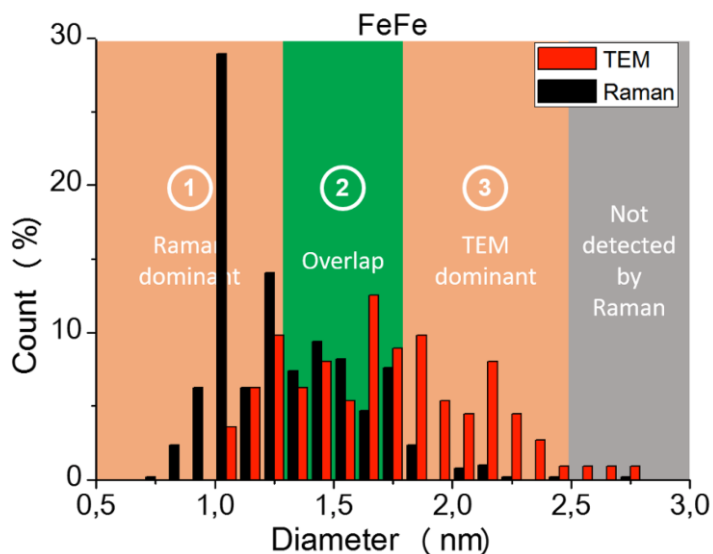 FeFe
30
20
10
0
Count (%)
TEM
Raman
1
Raman
dominant
2
Overlap
3
TEM
dominant
Not
detected
by
Raman
0,5
1,0
1,5
2,0
2,5
3,0
Diameter (nm)